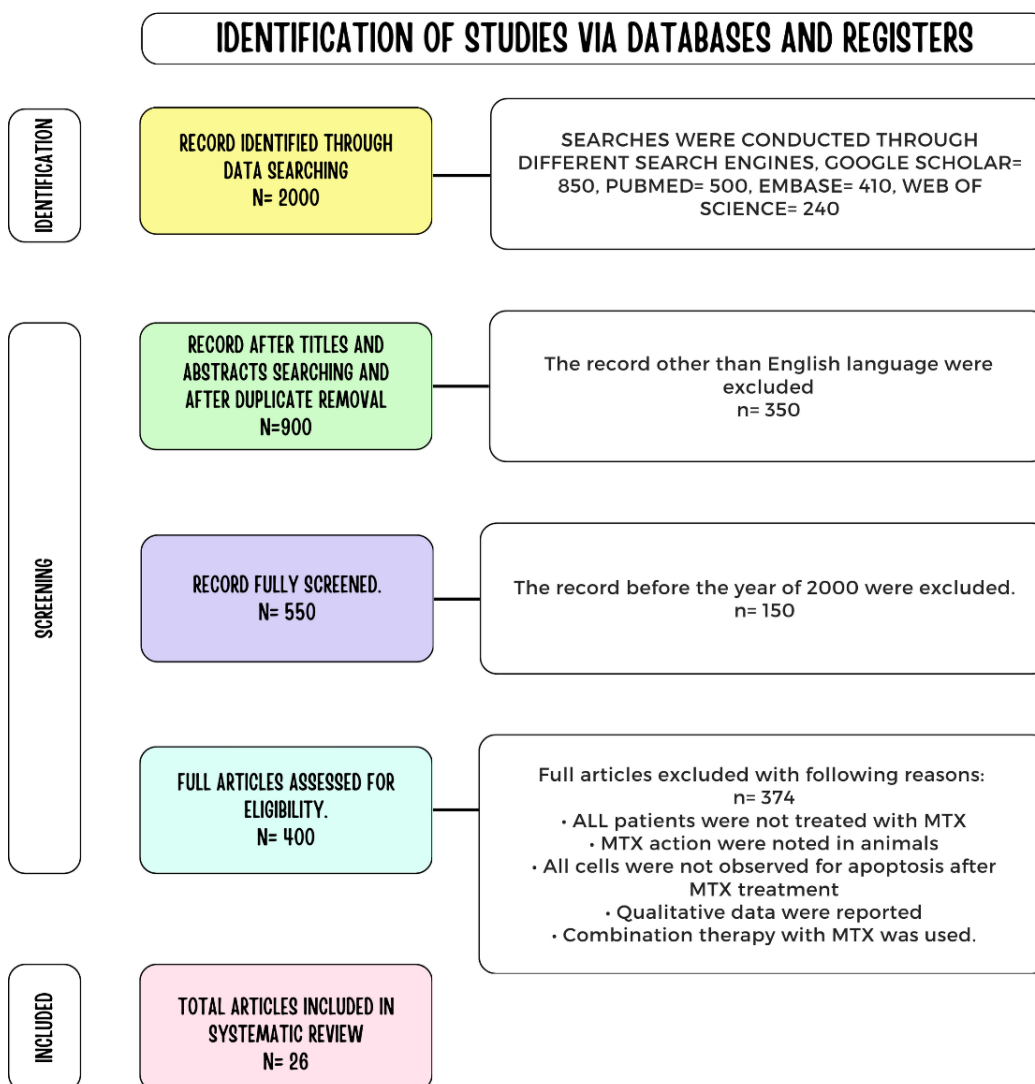 IDENTIFICATION OF STUDIES VIA DATABASES AND REGISTERS
IDENTIFICATION
RECORD IDENTIFIED THROUGH
DATA SEARCHING
N= 2000
SEARCHES WERE CONDUCTED THROUGH
DIFFERENT SEARCH ENGINES, GOOGLE SCHOLAR=
850, PUBMED= 500, EMBASE= 410, WEB OF
SCIENCE= 240
SCREENING
RECORD AFTER TITLES AND
ABSTRACTS SEARCHING AND
AFTER DUPLICATE REMOVAL
N=900
The record other than English language were
excluded
n= 350
RECORD FULLY SCREENED.
N= 550
The record before the year of 2000 were excluded.
n= 150
FULL ARTICLES ASSESSED FOR
ELIGIBILITY.
N= 400
Full articles excluded with following reasons:
n= 374
• ALL patients were not treated with MTX
• MTX action were noted in animals
• All cells were not observed for apoptosis after
MTX treatment
• Qualitative data were reported
• Combination therapy with MTX was used.
INCLUDED
TOTAL ARTICLES INCLUDED IN
SYSTEMATIC REVIEW
N= 26